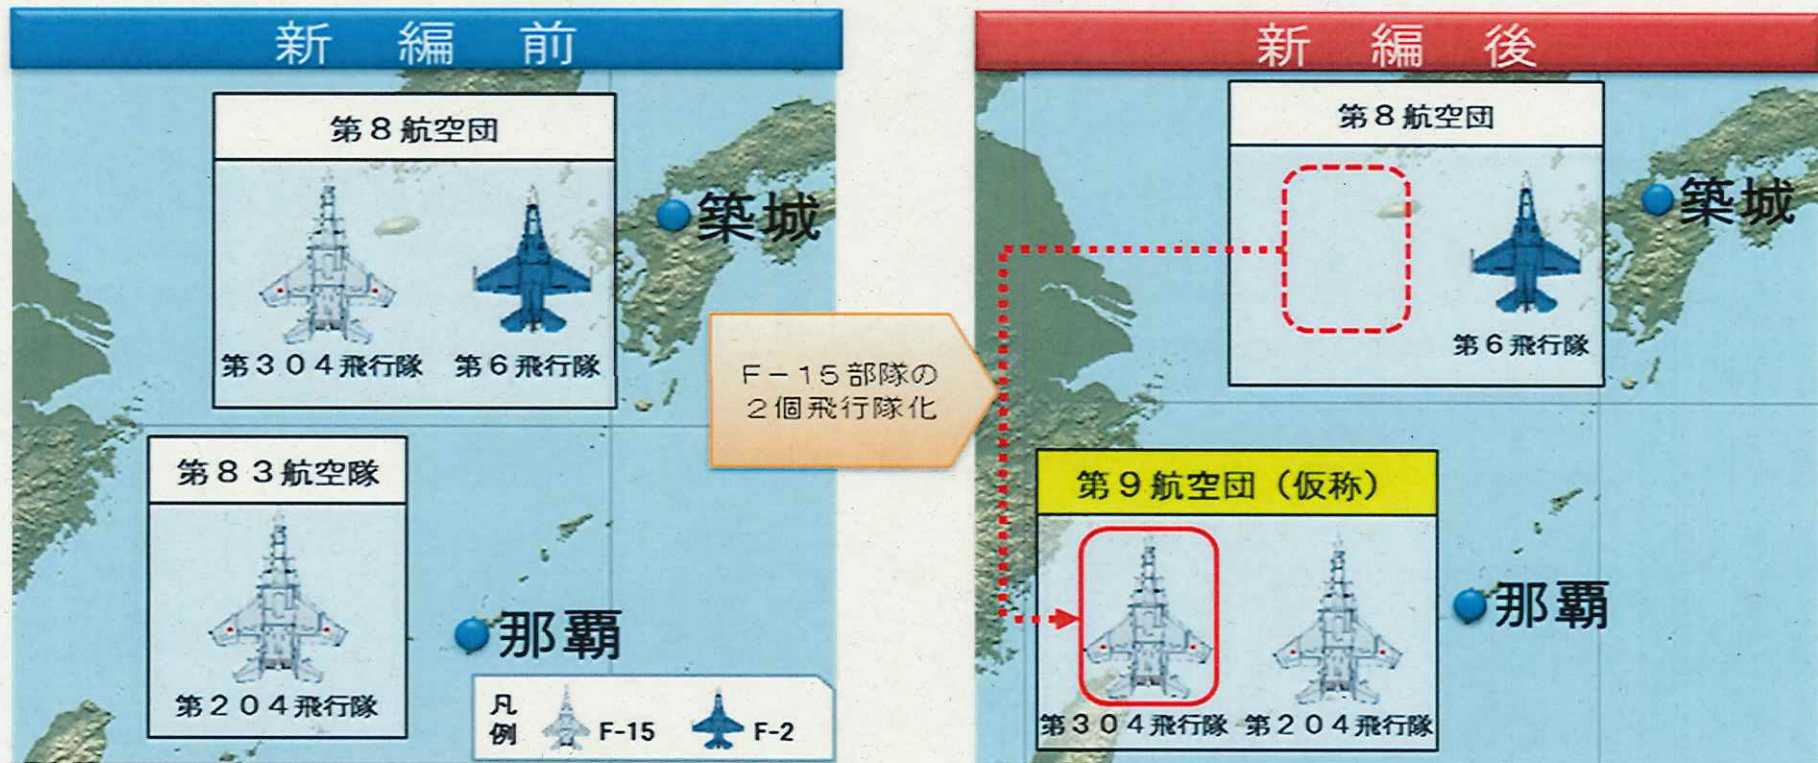 新編前
第８航空団
築城
第３０４飛行隊
第６飛行隊
第８３航空隊
那覇
第２０４飛行隊
凡例
F-15
F-2
Ｆ－１５部隊の
２個飛行隊化
新編後
第８航空団
築城
第６飛行隊
第９航空団（仮称）
那覇
第３０４飛行隊
第２０４飛行隊